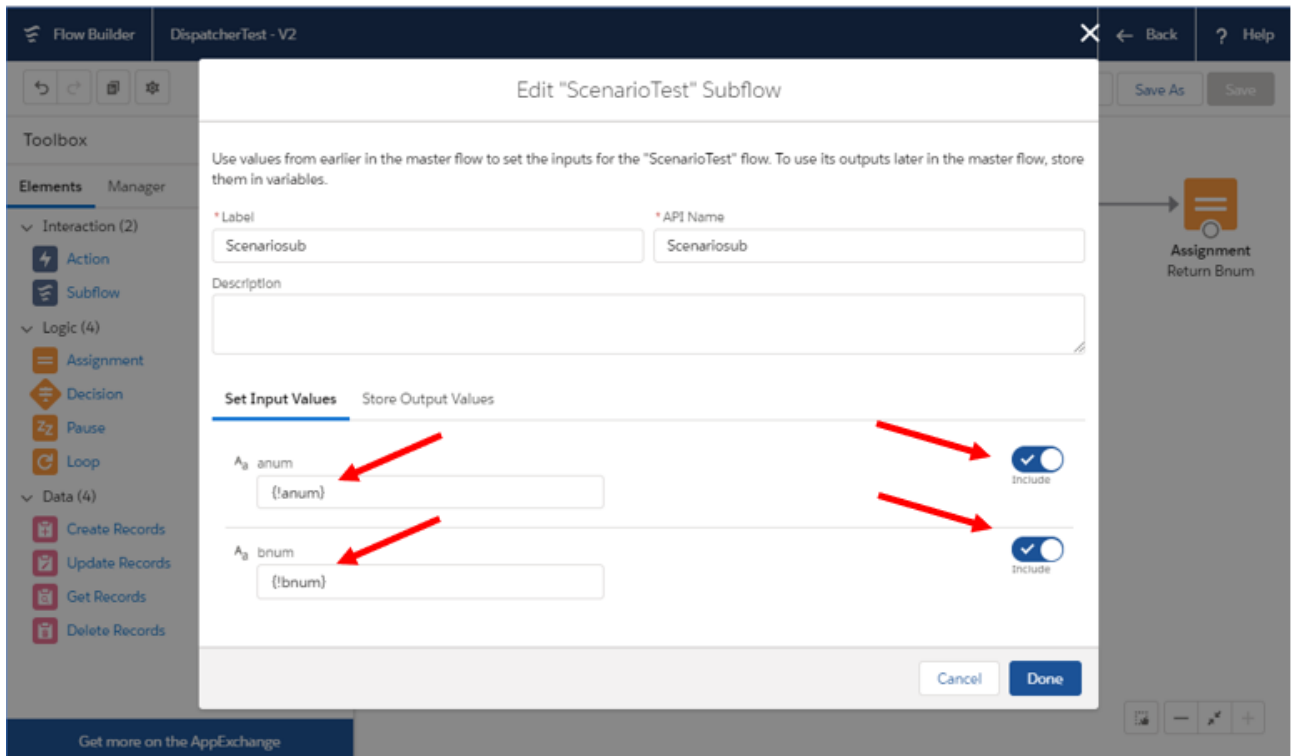 Flow Builder
DispatcherTest - V2
← Back
? Help
Save As
Save
Toolbox
Elements
Manager
Interaction (2)
Action
Subflow
Logic (4)
Assignment
Decision
Pause
Loop
Data (4)
Create Records
Update Records
Get Records
Delete Records
Get more on the AppExchange
Edit "ScenarioTest" Subflow
Use values from earlier in the master flow to set the inputs for the "ScenarioTest" flow. To use its outputs later in the master flow, store
them in variables.
*Label
Scenariosub
*API Name
Scenariosub
Description
Set Input Values
Store Output Values
Aa anum
{!anum}
Include
Aa bnum
{!bnum}
Include
Cancel
Done
Assignment
Return Bnum